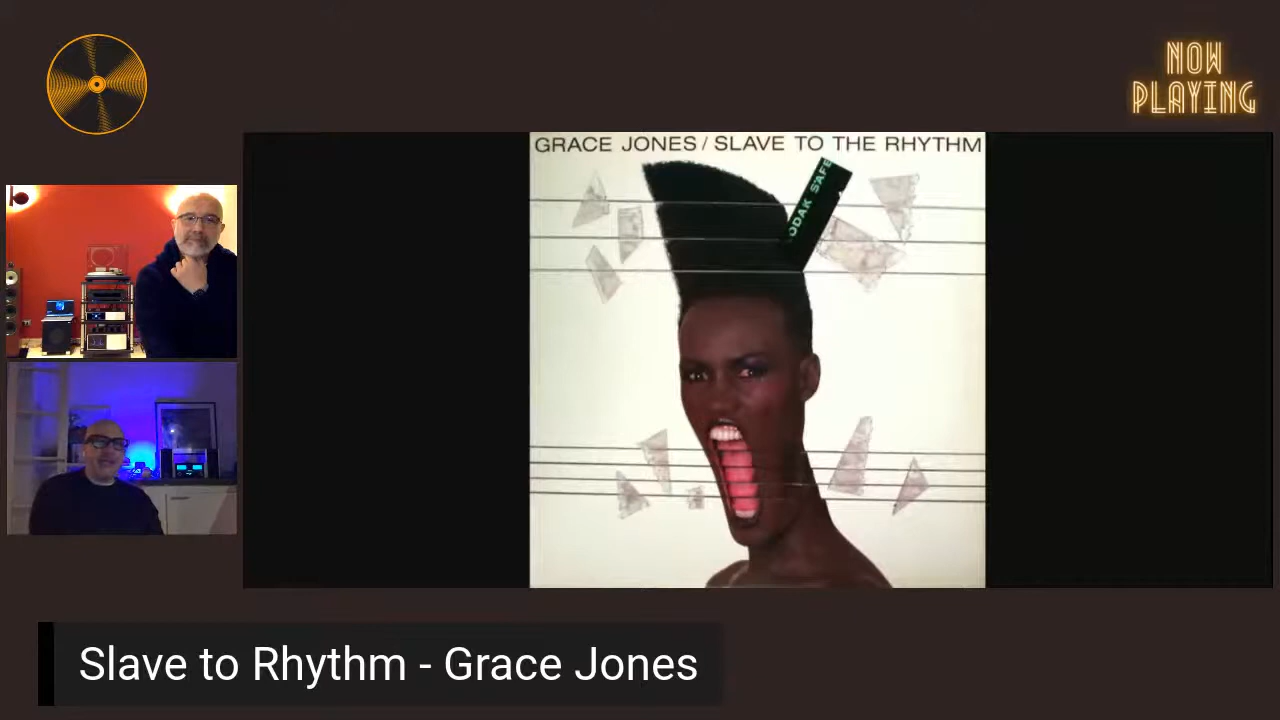 NOW
PLAYING
GRACE JONES / SLAVE TO THE RHYTHM
ODAK SAFE
Slave to Rhythm - Grace Jones